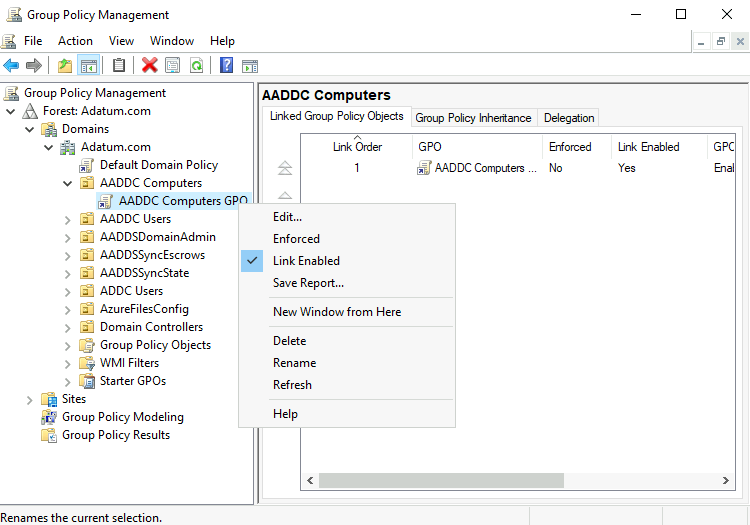 Group Policy Management
File Action View Window Help
Group Policy Management
Forest: Adatum.com
Domains
Adatum.com
Default Domain Policy
AADDC Computers
AADDC Computers GPO
AADDC Users
AADDSDomainAdmin
AADDSSyncEscrows
AADDSSyncState
ADDC Users
AzureFilesConfig
Domain Controllers
Group Policy Objects
WMI Filters
Starter GPOs
Sites
Group Policy Modeling
Group Policy Results
AADDC Computers
Linked Group Policy Objects Group Policy Inheritance Delegation
Link Order GPO Enforced Link Enabled GPC
1 AADDC Computers ... No Yes Enal
Edit...
Enforced
Link Enabled
Save Report...
New Window from Here
Delete
Rename
Refresh
Help
Renames the current selection.